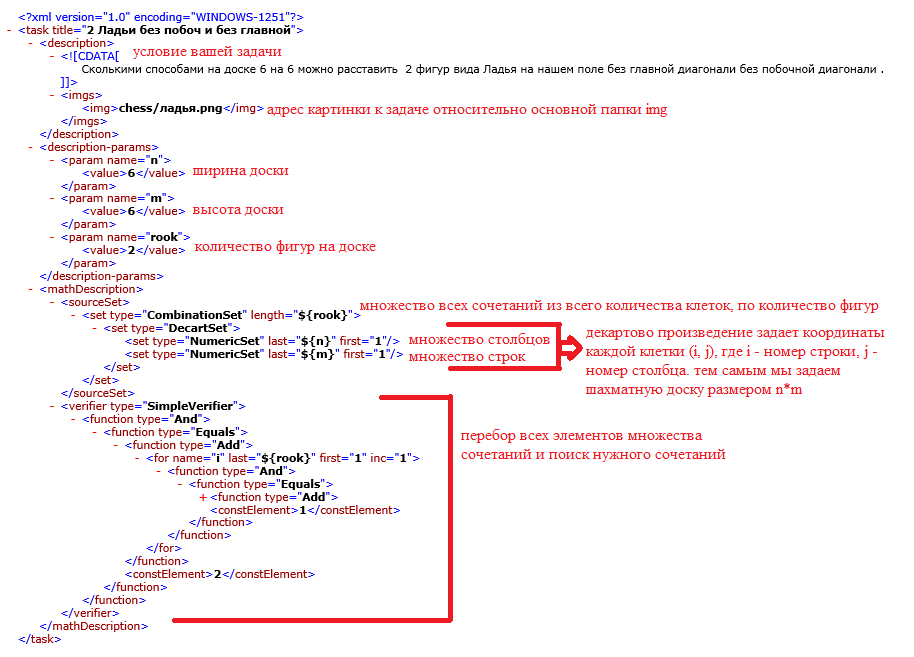 <?xml version="1.0" encoding="WINDOWS-1251"?>
- <task title="2 Ладьи без побоч и без главной">
- <description>
- <![CDATA[ условие вашей задачи
Сколькими способами на доске 6 на 6 можно расставить 2 фигур вида Ладья на нашем поле без главной диагонали без побочной диагонали .
]]>
- <imgs>
<img>chess/ладья.png</img> адрес картинки к задаче относительно основной папки img
</imgs>
</description>
- <description-params>
- <param name="n">
<value>6</value> ширина доски
</param>
- <param name="m">
<value>6</value> высота доски
</param>
- <param name="rook">
<value>2</value> количество фигур на доске
</param>
</description-params>
- <mathDescription>
- <sourceSet> множество всех сочетаний из всего количества клеток, по количество фигур
- <set type="CombinationSet" length="${rook}">
- <set type="DecartSet">
<set type="NumericSet" last="${n}" first="1"/> множество столбцов
<set type="NumericSet" last="${m}" first="1"/> множество строк
</set>
</set>
</sourceSet>
декартово произведение задает координаты
каждой клетки (i, j), где i - номер строки, j -
номер столбца. тем самым мы задаем
шахматную доску размером n*m
- <verifier type="SimpleVerifier">
- <function type="And">
- <function type="Equals">
- <function type="Add">
- <for name="i" last="${rook}" first="1" inc="1">
- <function type="And">
- <function type="Equals">
+ <function type="Add">
<constElement>1</constElement>
</function>
</function>
</for>
</function>
<constElement>2</constElement>
</function>
</function>
</verifier>
перебор всех элементов множества
сочетаний и поиск нужного сочетаний
</mathDescription>
</task>